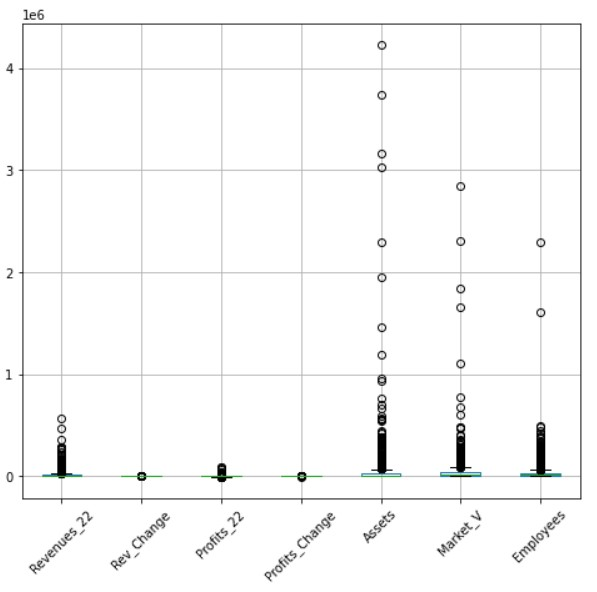 1e6
4
3
2
1
0
Revenues_22
Rev_Change
Profits_22
Profits_Change
Assets
Market_V
Employees